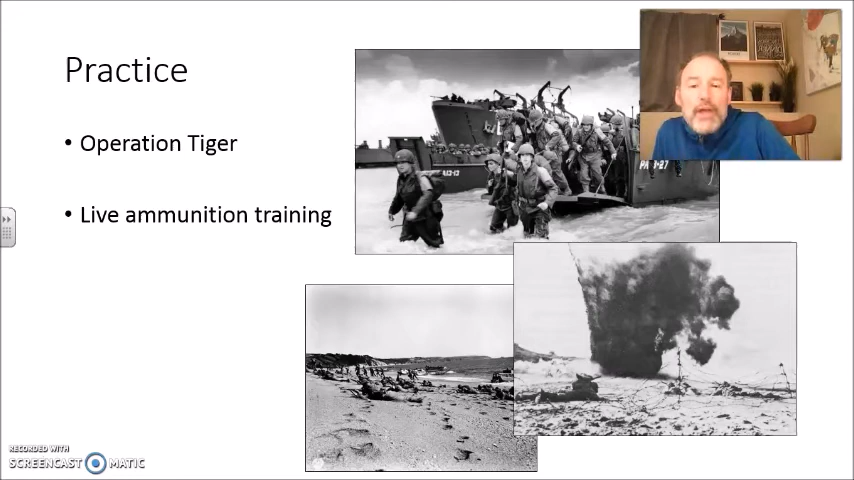 Practice
• Operation Tiger
• Live ammunition training
RECORDED WITH
SCREENCAST MATIC